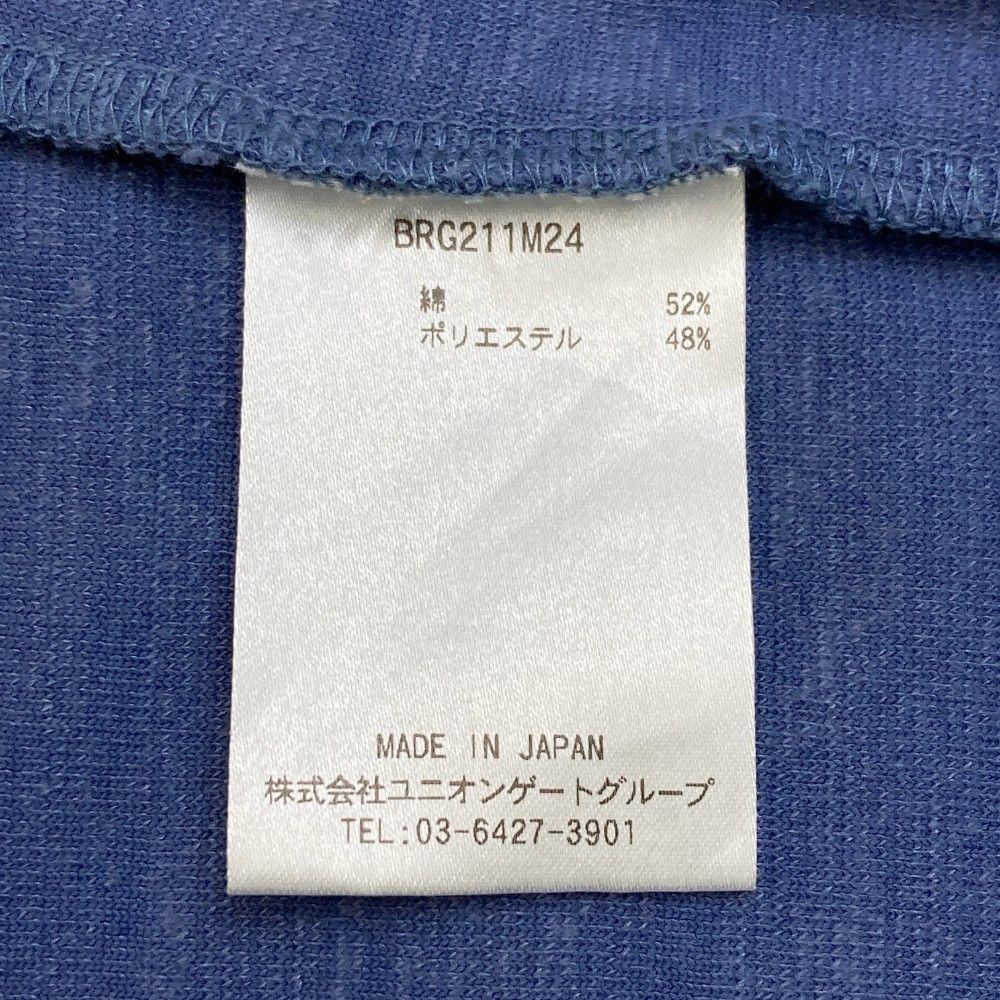 BRG211M24
綿 52%
ポリエステル 48%
MADE IN JAPAN
株式会社ユニオンゲートグループ
TEL:03-6427-3901